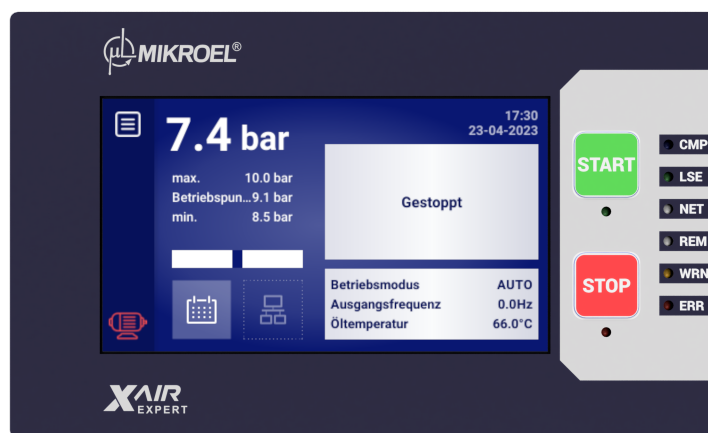 MIKROEL®
7.4 bar
17:30
23-04-2023
max. 10.0 bar
Betriebspun...9.1 bar
min. 8.5 bar
Gestoppt
Betriebsmodus AUTO
Ausgangsfrequenz 0.0Hz
Öltemperatur 66.0°C
START
STOP
CMP
LSE
NET
REM
WRN
ERR
XAIR
EXPERT